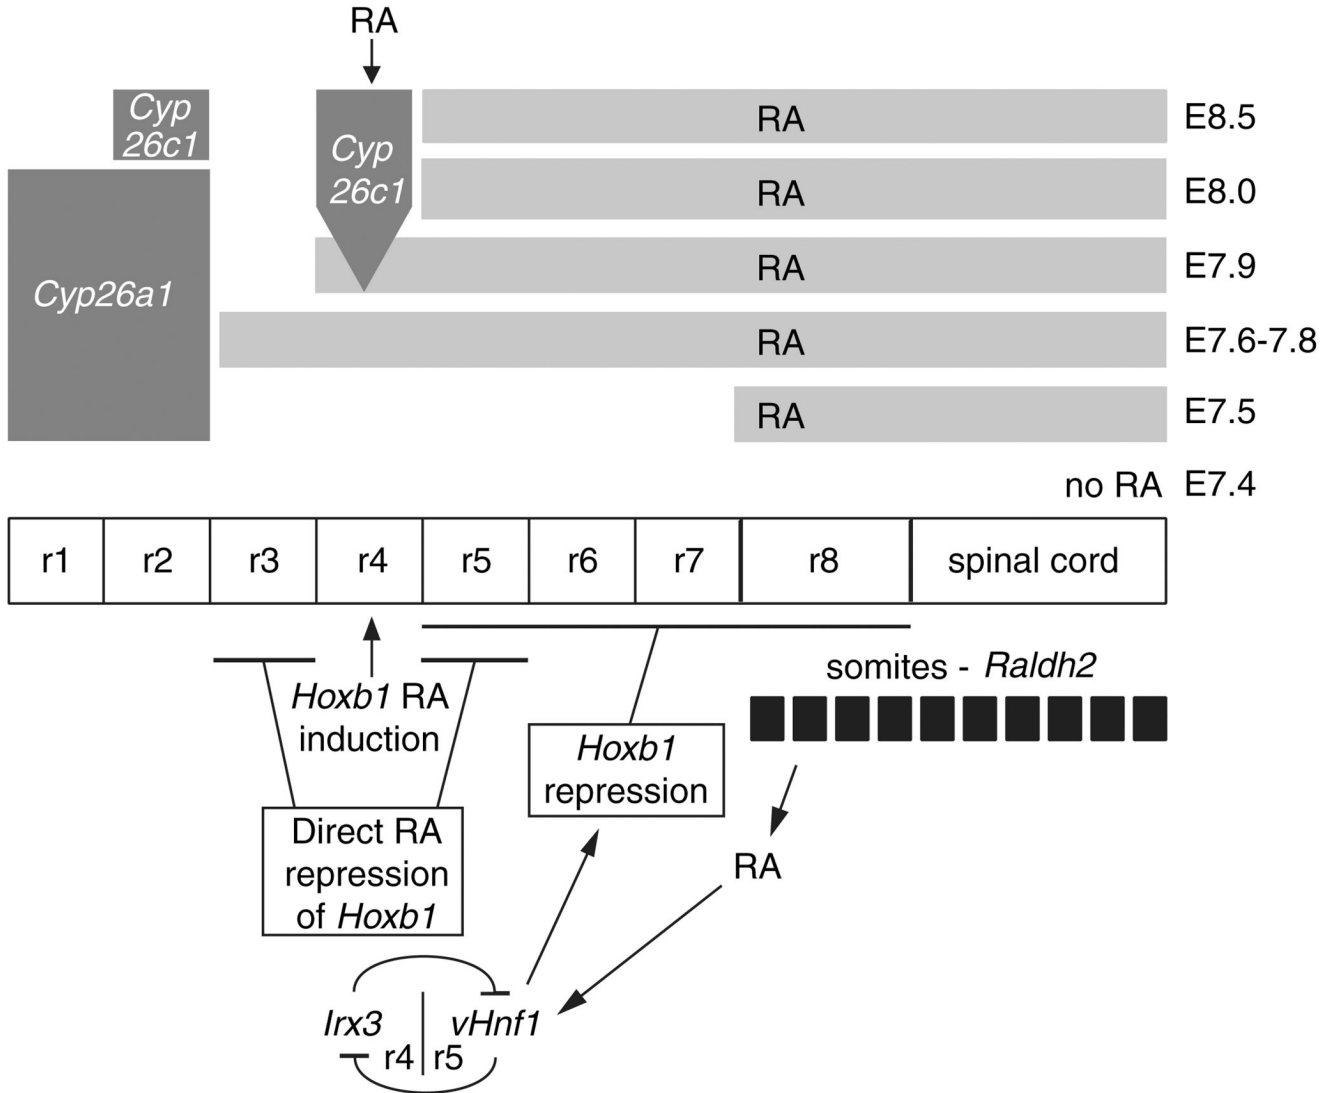 RA
Cyp
26c1
Cyp
26c1
RA
E8.5
RA
E8.0
Cyp26a1
RA
E7.9
RA
E7.6-7.8
RA
E7.5
no RA
E7.4
r1
r2
r3
r4
r5
r6
r7
r8
spinal cord
somites - Raldh2
Hoxb1 RA
induction
Hoxb1
repression
Direct RA
repression
of Hoxb1
RA
Irx3
vHnf1
r4
r5